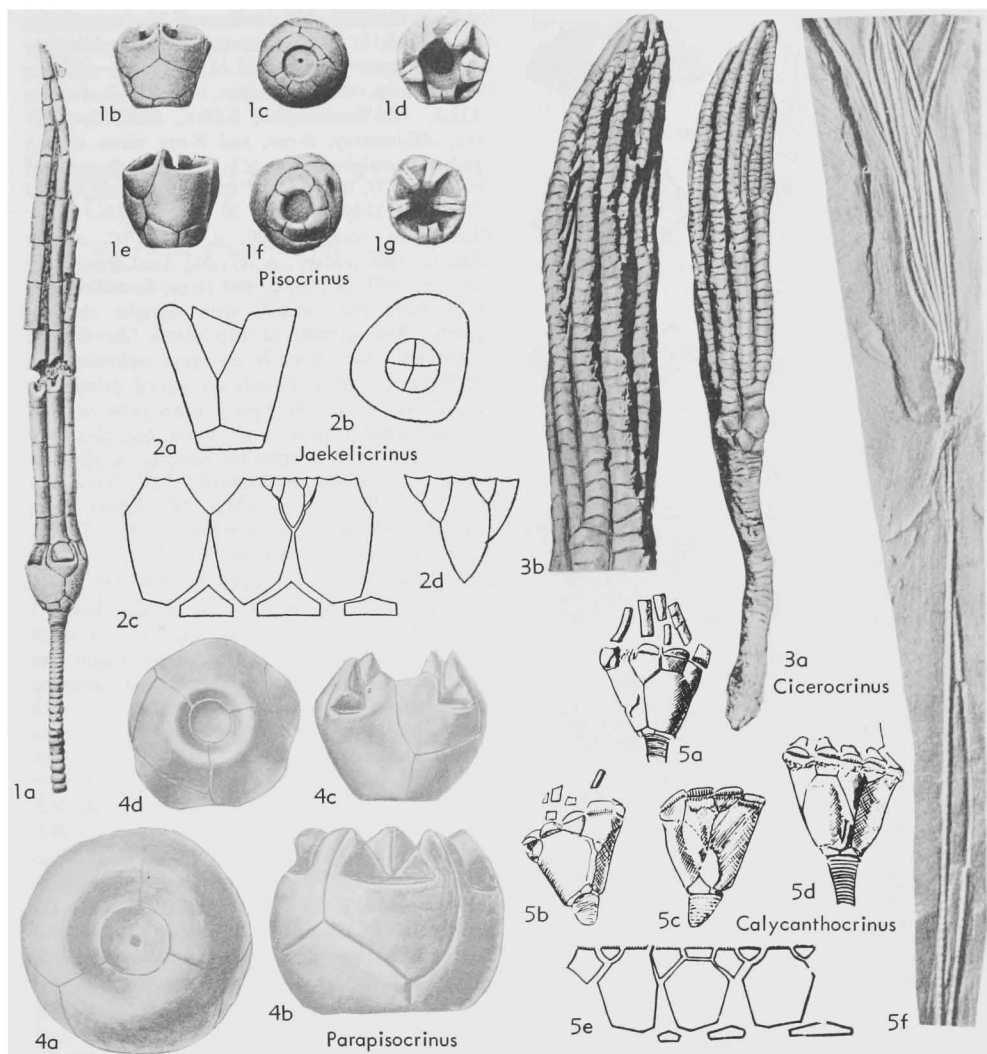 1b
1c
1d
1e
1f
1g
Pisocrinus
2a
2b
Jaekelicrinus
2c
2d
1a
3b
3a
Cicerocrinus
4d
4c
5a
5b
5c
5d
Calycanthocrinus
4a
4b
Parapisocrinus
5e
5f